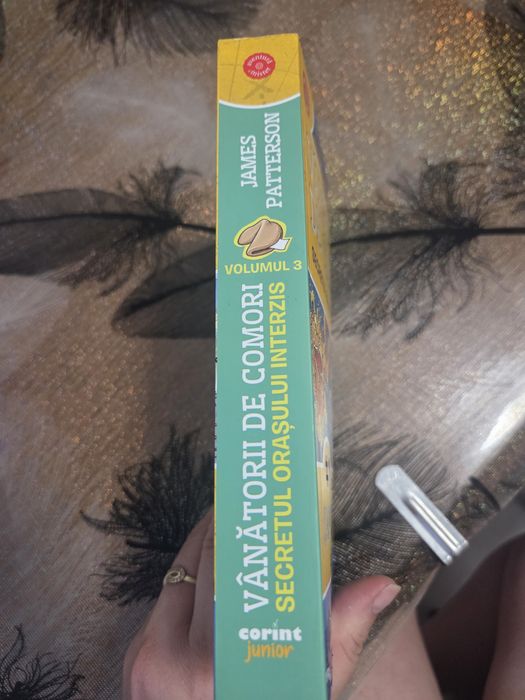 JAMES
PATTERSON
VOLUMUL 3
VÂNĂTORII DE COMORI
SECRETUL ORAȘULUI INTERZIS
corint
junior